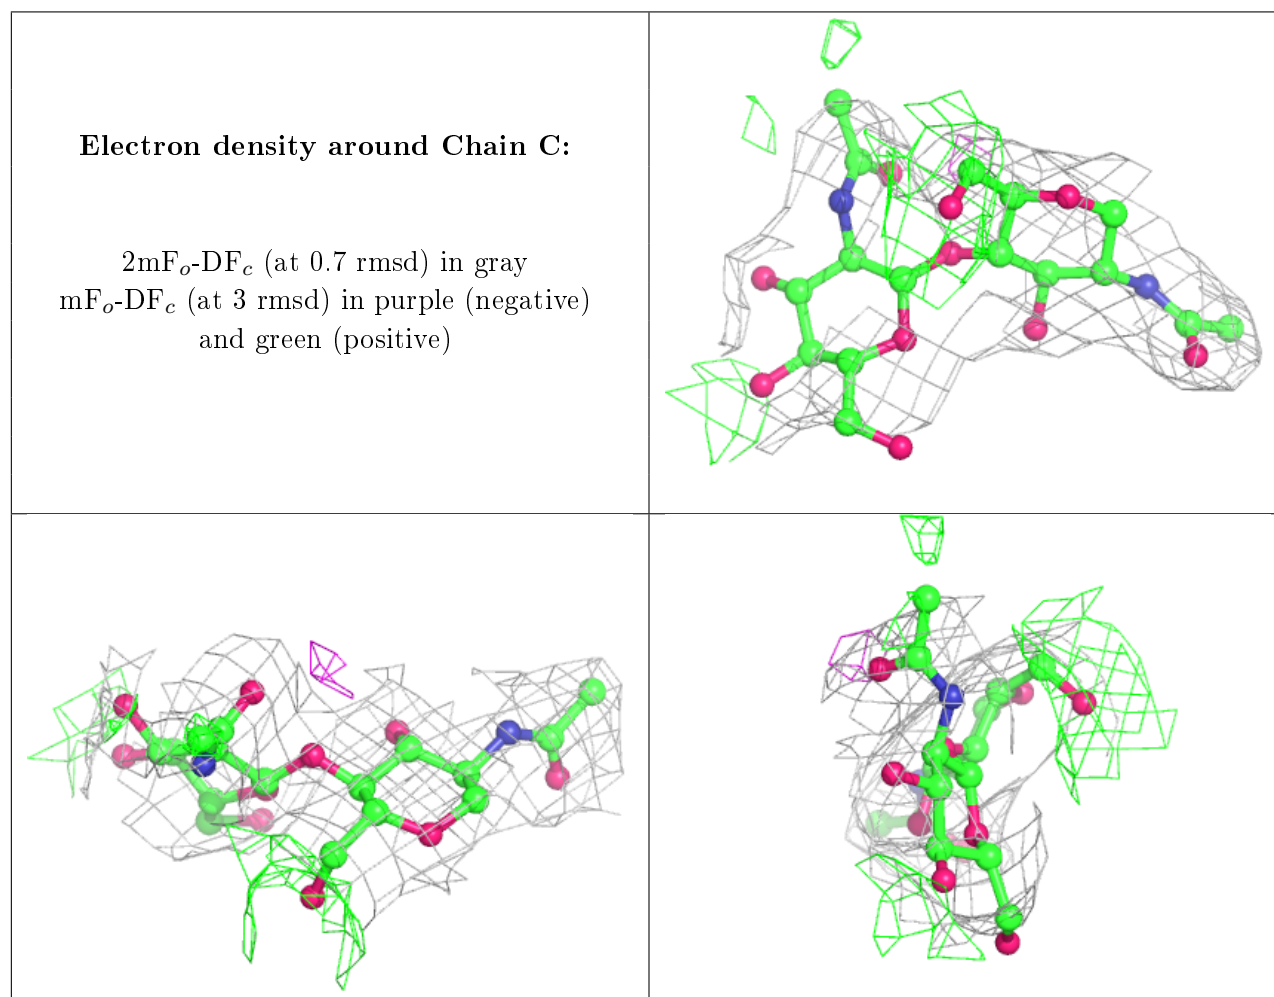 Electron density around Chain C:
2mFo-DFc (at 0.7 rmsd) in gray
mFo-DFc (at 3 rmsd) in purple (negative)
and green (positive)